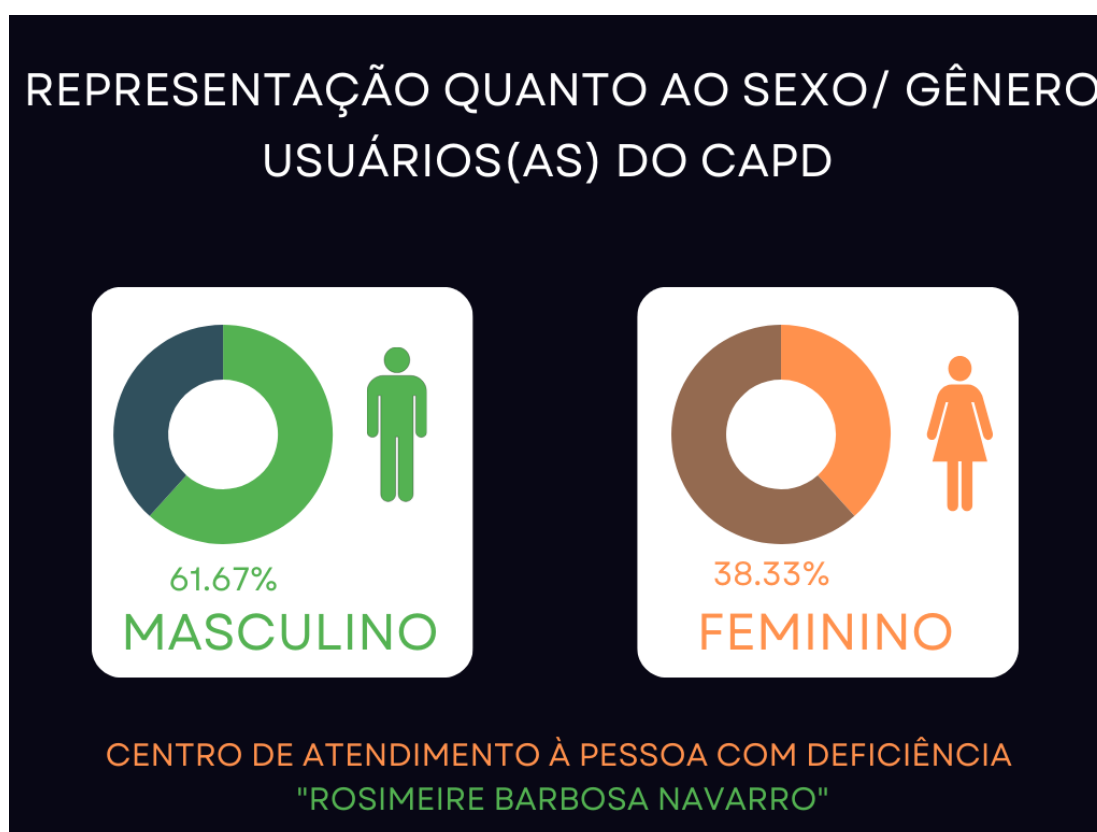 REPRESENTAÇÃO QUANTO AO SEXO/ GÊNERO
USUÁRIOS(AS) DO CAPD
61.67%
MASCULINO
38.33%
FEMININO
CENTRO DE ATENDIMENTO À PESSOA COM DEFICIÊNCIA
"ROSIMEIRE BARBOSA NAVARRO"